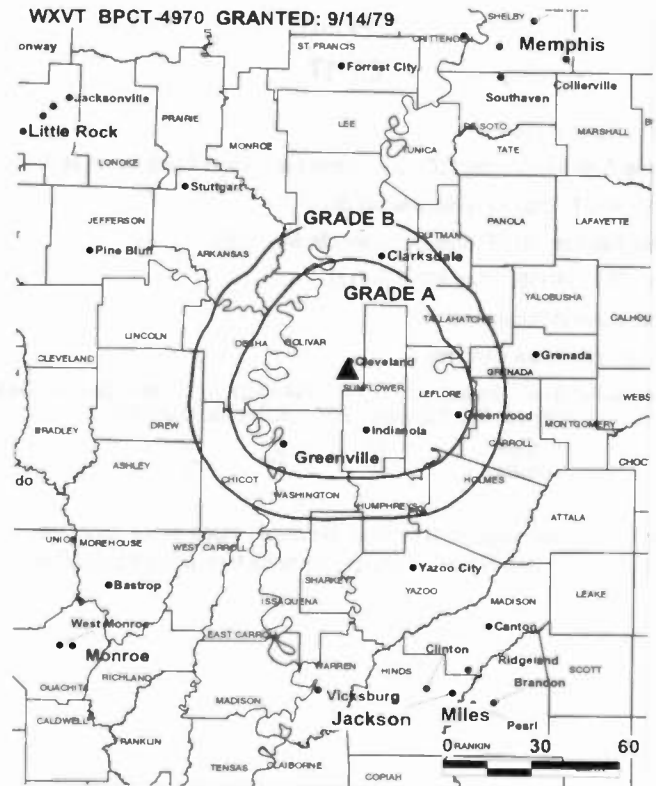 WXVT BPCT-4970 GRANTED: 9/14/79
SHELBY
onway
ST. FRANCIS
CRITTENDEN
Memphis
Forrest City
Collierville
Jacksonville
Southaven
PRAIRIE
Little Rock
LEE
DE SOTO
MARSHALL
MONROE
TUNICA
TATE
LONOKE
Stuttgart
GRADE B
PANOLA
LAFAYETTE
JEFFERSON
QUITMAN
Pine Bluff
ARKANSAS
Clarksdale
GRADE A
YALOBUSHA
TALLAHATCHIE
CALHOU
LINCOLN
DESHA
BOLIVAR
CLEVELAND
Cleveland
Grenada
GRENADA
SUNFLOWER
LEFLORE
WEBS
Greenwood
BRADLEY
DREW
Indianola
MONTGOMERY
CARROLL
Greenville
CHOCT
ASHLEY
do
CHICOT
HOLMES
WASHINGTON
HUMPHREYS
ATTALA
UNION
MOREHOUSE
WEST CARROLL
Yazoo City
Bastrop
SHARKEY
YAZOO
LEAKE
ISSAQUENA
MADISON
West Monroe
Canton
EAST CARROLL
Clinton
Ridgeland
Monroe
WARREN
HINDS
SCOTT
RICHLAND
Brandon
OUACHITA
Vicksburg
MADISON
Jackson
Miles
CALDWELL
Pearl
FRANKLIN
RANKIN
0 30 60
TENSAS
CLAIBORNE
COPIAH